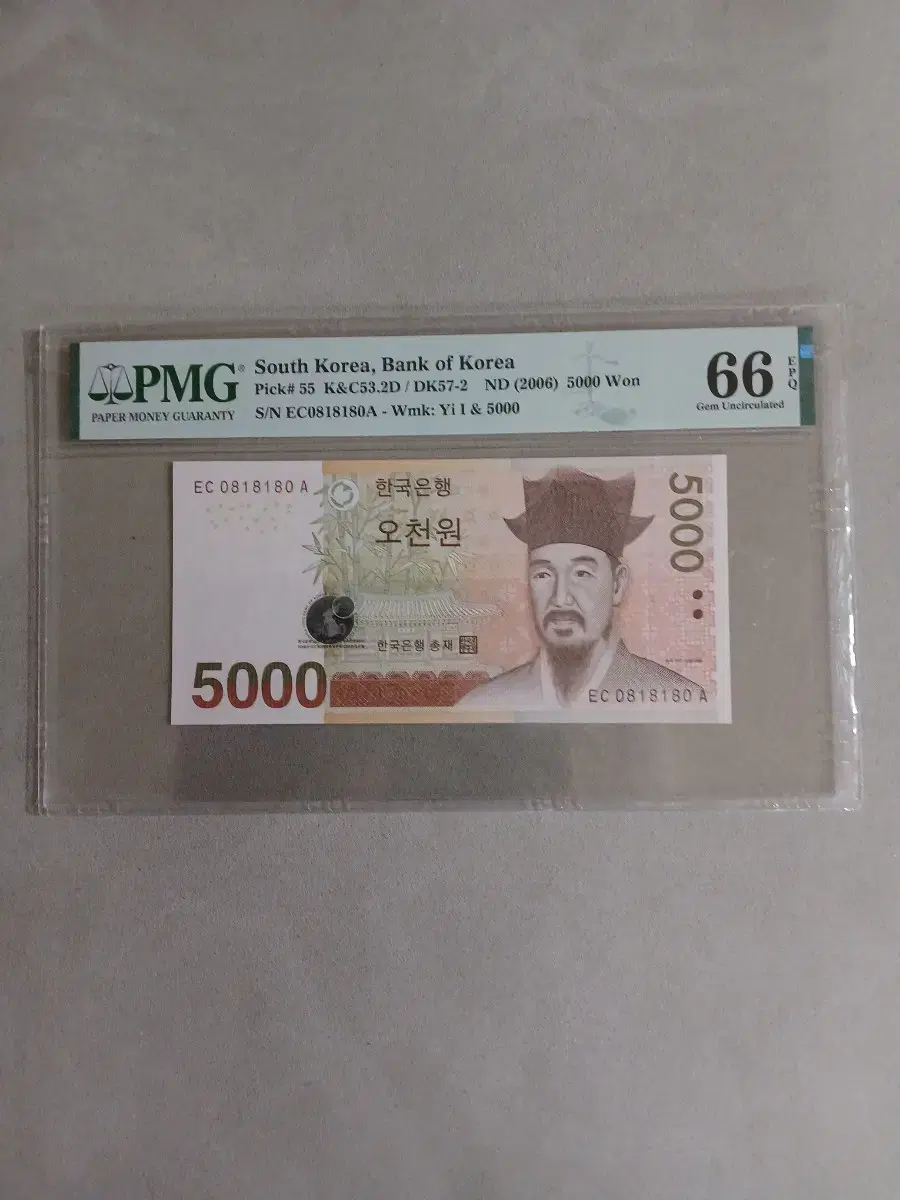 PMG®
PAPER MONEY GUARANTY
South Korea, Bank of Korea
Pick# 55 K&C53.2D / DK57-2 ND (2006) 5000 Won
S/N EC0818180A - Wmk: Yi I & 5000
66
EPQ
Gem Uncirculated
EC 0818180 A
한국은행
오천원
5000
한국은행 총재
5000
EC 0818180 A